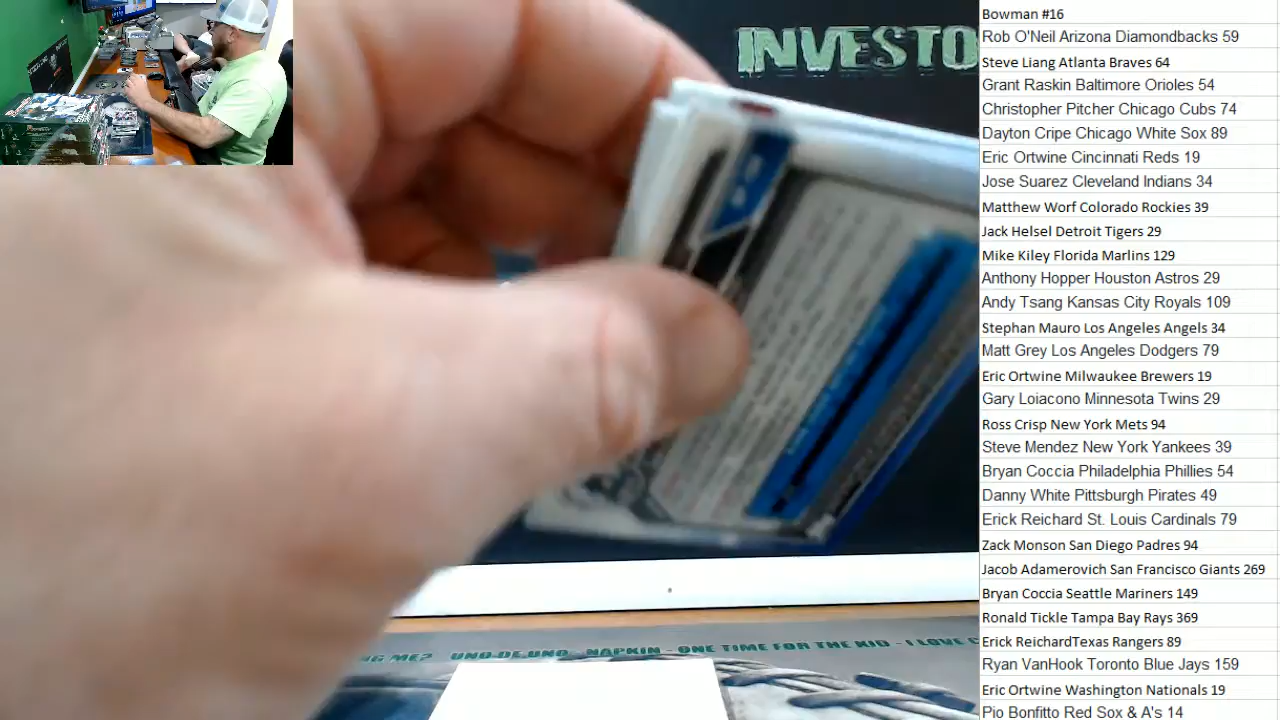 INVESTO
NG ME? UNO-DE-UNO - NAPKIN - ONE TIME FOR THE KID - I LOVE C
Bowman #16
Rob O'Neil Arizona Diamondbacks 59
Steve Liang Atlanta Braves 64
Grant Raskin Baltimore Orioles 54
Christopher Pitcher Chicago Cubs 74
Dayton Cripe Chicago White Sox 89
Eric Ortwine Cincinnati Reds 19
Jose Suarez Cleveland Indians 34
Matthew Worf Colorado Rockies 39
Jack Helsel Detroit Tigers 29
Mike Kiley Florida Marlins 129
Anthony Hopper Houston Astros 29
Andy Tsang Kansas City Royals 109
Stephan Mauro Los Angeles Angels 34
Matt Grey Los Angeles Dodgers 79
Eric Ortwine Milwaukee Brewers 19
Gary Loiacono Minnesota Twins 29
Ross Crisp New York Mets 94
Steve Mendez New York Yankees 39
Bryan Coccia Philadelphia Phillies 54
Danny White Pittsburgh Pirates 49
Erick Reichard St. Louis Cardinals 79
Zack Monson San Diego Padres 94
Jacob Adamerovich San Francisco Giants 269
Bryan Coccia Seattle Mariners 149
Ronald Tickle Tampa Bay Rays 369
Erick ReichardTexas Rangers 89
Ryan VanHook Toronto Blue Jays 159
Eric Ortwine Washington Nationals 19
Pio Bonfitto Red Sox & A's 14